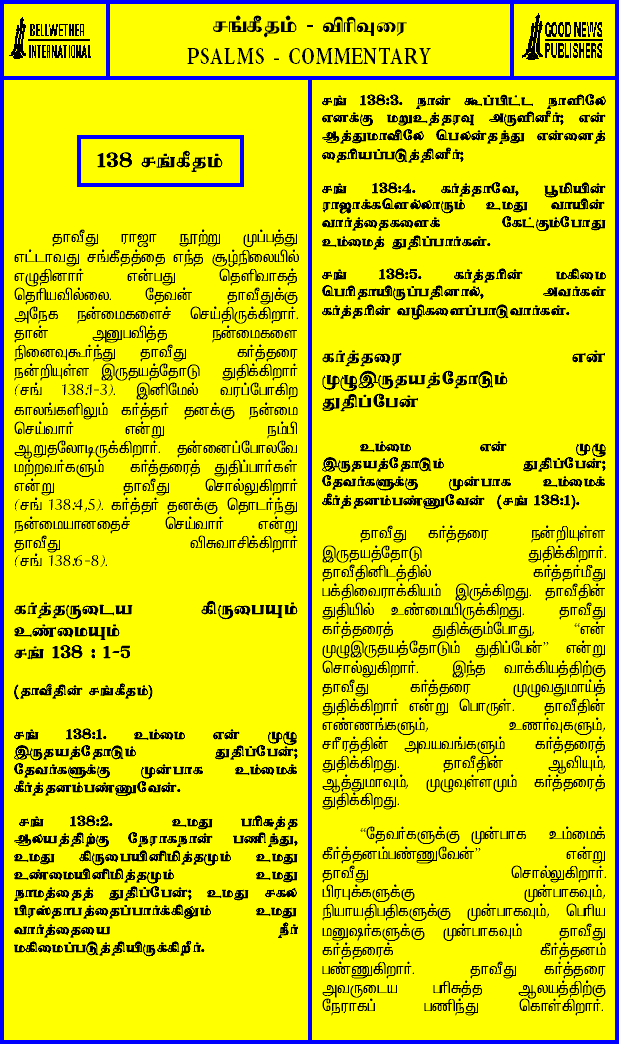 BELLWETHER
INTERNATIONAL
சங்கீதம் - விரிவுரை
PSALMS - COMMENTARY
GOOD NEWS
PUBLISHERS
138 சங்கீதம்
தாவீது ராஜா நூற்று முப்பத்து
எட்டாவது சங்கீதத்தை எந்த சூழ்நிலையில்
எழுதினார் என்பது தெளிவாகத்
தெரியவில்லை. தேவன் தாவீதுக்கு
அநேக நன்மைகளைச் செய்திருக்கிறார்.
தான் அனுபவித்த நன்மைகளை
நினைவுகூர்ந்து தாவீது கர்த்தரை
நன்றியுள்ள இருதயத்தோடு துதிக்கிறார்
(சங் 138:1-3). இனிமேல் வரப்போகிற
காலங்களிலும் கர்த்தர் தனக்கு நன்மை
செய்வார் என்று நம்பி
ஆறுதலோடிருக்கிறார். தன்னைப்போலவே
மற்றவர்களும் கர்த்தரைத் துதிப்பார்கள்
என்று தாவீது சொல்லுகிறார்
(சங் 138:4,5). கர்த்தர் தனக்கு தொடர்ந்து
நன்மையானதைச் செய்வார் என்று
தாவீது விசுவாசிக்கிறார்
(சங் 138:6-8).
கர்த்தருடைய கிருபையும்
உண்மையும்
சங் 138 : 1-5
(தாவீதின் சங்கீதம்)
சங் 138:1. உம்மை என் முழு
இருதயத்தோடும் துதிப்பேன்;
தேவர்களுக்கு முன்பாக உம்மைக்
கீர்த்தனம்பண்ணுவேன்.
சங் 138:2. உமது பரிசுத்த
ஆலயத்திற்கு நேராகநான் பணிந்து,
உமது கிருபையினிமித்தமும் உமது
உண்மையினிமித்தமும் உமது
நாமத்தைத் துதிப்பேன்; உமது சகல
பிரஸ்தாபத்தைப்பார்க்கிலும் உமது
வார்த்தையை நீர்
மகிமைப்படுத்தியிருக்கிறீர்.
சங் 138:3. நான் கூப்பிட்ட நாளிலே
எனக்கு மறுஉத்தரவு அருளினீர்; என்
ஆத்துமாவிலே பெலன்தந்து என்னைத்
தைரியப்படுத்தினீர்;
சங் 138:4. கர்த்தாவே, பூமியின்
ராஜாக்களெல்லாரும் உமது வாயின்
வார்த்தைகளைக் கேட்கும்போது
உம்மைத் துதிப்பார்கள்.
சங் 138:5. கர்த்தரின் மகிமை
பெரிதாயிருப்பதினால், அவர்கள்
கர்த்தரின் வழிகளைப்பாடுவார்கள்.
கர்த்தரை என்
முழுஇருதயத்தோடும்
துதிப்பேன்
உம்மை என் முழு
இருதயத்தோடும் துதிப்பேன்;
தேவர்களுக்கு முன்பாக உம்மைக்
கீர்த்தனம்பண்ணுவேன் (சங் 138:1).
தாவீது கர்த்தரை நன்றியுள்ள
இருதயத்தோடு துதிக்கிறார்.
தாவீதினிடத்தில் கர்த்தர்மீது
பக்திவைராக்கியம் இருக்கிறது. தாவீதின்
துதியில் உண்மையிருக்கிறது. தாவீது
கர்த்தரைத் துதிக்கும்போது, “என்
முழுஇருதயத்தோடும் துதிப்பேன்” என்று
சொல்லுகிறார். இந்த வாக்கியத்திற்கு
தாவீது கர்த்தரை முழுவதுமாய்த்
துதிக்கிறார் என்று பொருள். தாவீதின்
எண்ணங்களும், உணர்வுகளும்,
சரீரத்தின் அவயவங்களும் கர்த்தரைத்
துதிக்கிறது. தாவீதின் ஆவியும்,
ஆத்துமாவும், முழுவுள்ளமும் கர்த்தரைத்
துதிக்கிறது.
“தேவர்களுக்கு முன்பாக உம்மைக்
கீர்த்தனம்பண்ணுவேன்” என்று
தாவீது சொல்லுகிறார்.
பிரபுக்களுக்கு முன்பாகவும்,
நியாயதிபதிகளுக்கு முன்பாகவும், பெரிய
மனுஷர்களுக்கு முன்பாகவும் தாவீது
கர்த்தரைக் கீர்த்தனம்
பண்ணுகிறார். தாவீது கர்த்தரை
அவருடைய பரிசுத்த ஆலயத்திற்கு
நேராகப் பணிந்து கொள்கிறார்.